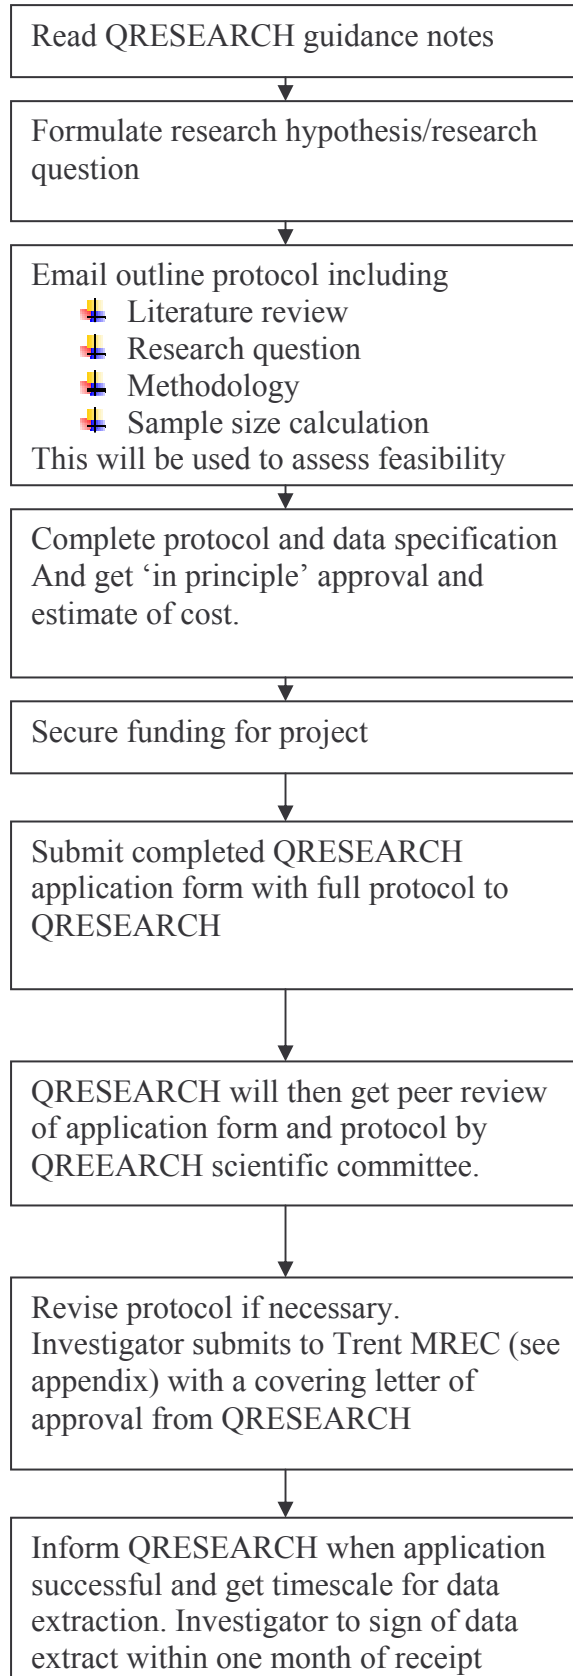 Read QRESEARCH guidance notes
Formulate research hypothesis/research
question
Email outline protocol including
Literature review
Research question
Methodology
Sample size calculation
This will be used to assess feasibility
Complete protocol and data specification
And get ‘in principle’ approval and
estimate of cost.
Secure funding for project
Submit completed QRESEARCH
application form with full protocol to
QRESEARCH
QRESEARCH will then get peer review
of application form and protocol by
QREEARCH scientific committee.
Revise protocol if necessary.
Investigator submits to Trent MREC (see
appendix) with a covering letter of
approval from QRESEARCH
Inform QRESEARCH when application
successful and get timescale for data
extraction. Investigator to sign of data
extract within one month of receipt